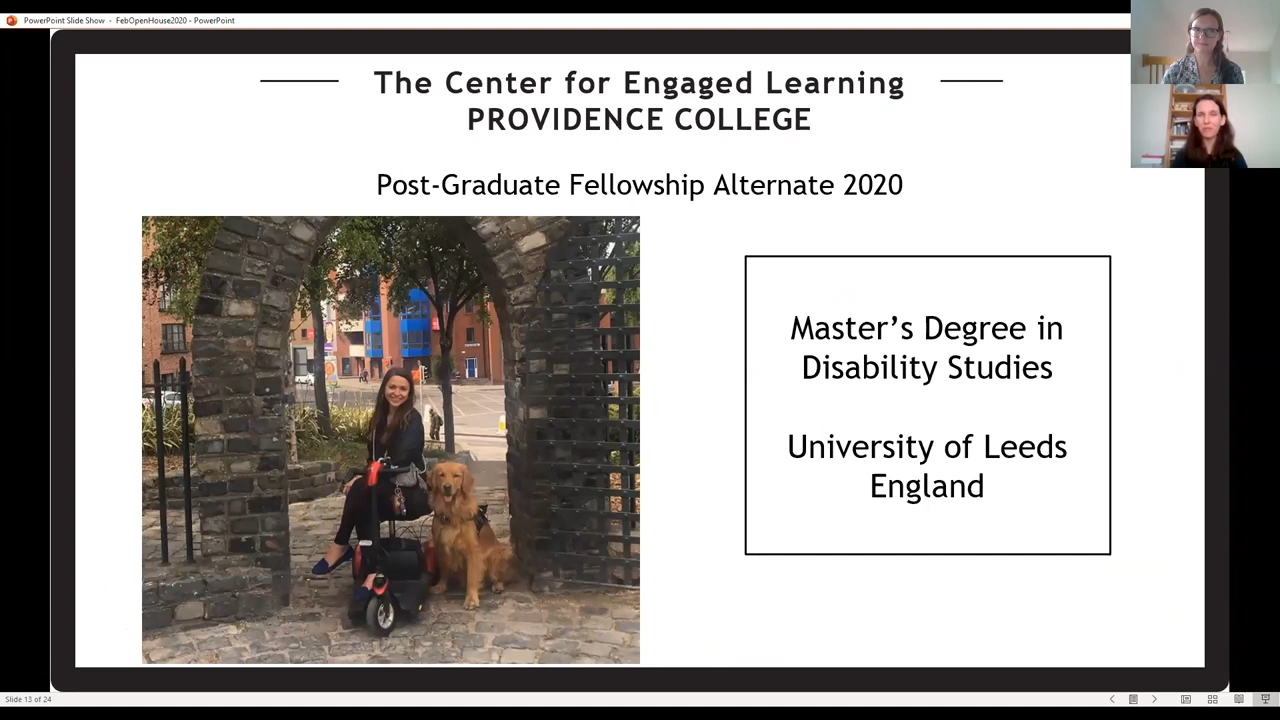 PowerPoint Slide Show - FebOpenHouse2020 - PowerPoint
The Center for Engaged Learning
PROVIDENCE COLLEGE
Post-Graduate Fellowship Alternate 2020
Master’s Degree in
Disability Studies
University of Leeds
England
Slide 13 of 24